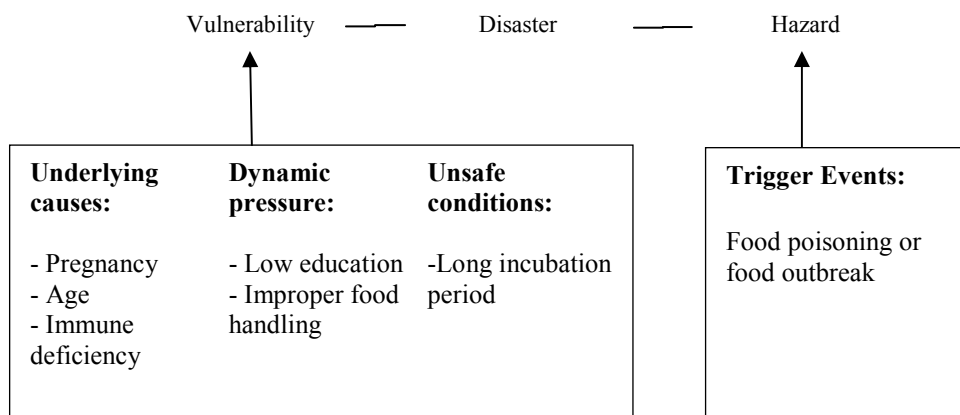 Vulnerability Disaster Hazard
Underlying causes:
- Pregnancy
- Age
- Immune deficiency
Dynamic pressure:
- Low education
- Improper food handling
Unsafe conditions:
-Long incubation period
Trigger Events:
Food poisoning or
food outbreak